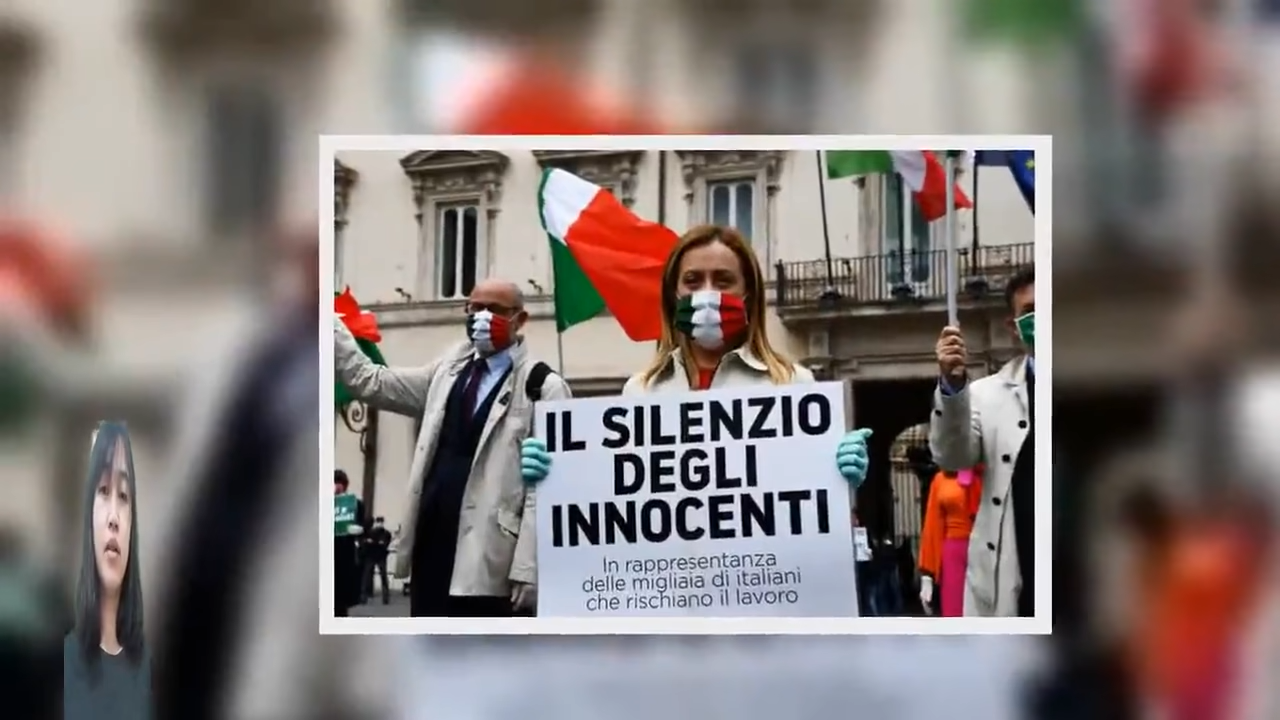 IL SILENZIO
DEGLI
INNOCENTI
In rappresentanza
delle migliaia di italiani
che rischiano il lavoro